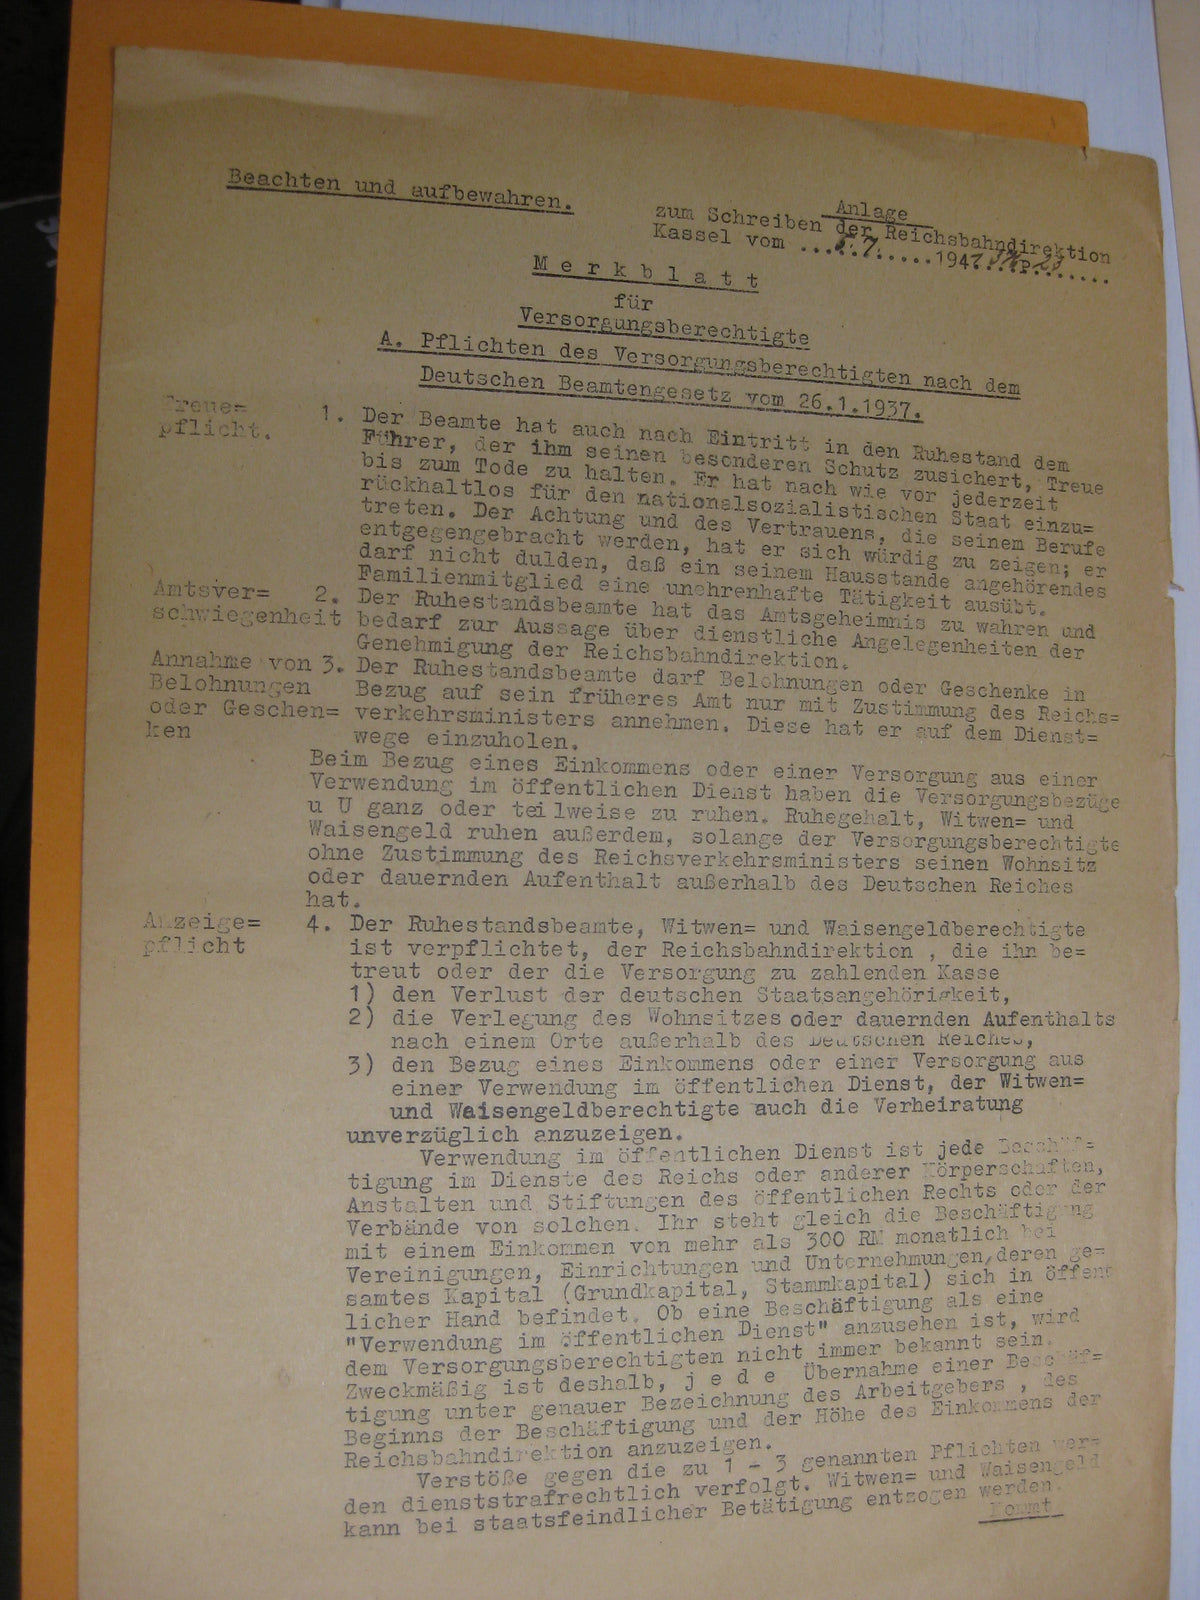 Beachten und aufbewahren.
Anlage
zum Schreiben der Reichsbahndirektion
Kassel vom ...5.7......194
Merkblatt
für
Versorgungsberechtigte
A. Pflichten des Versorgungsberechtigten nach dem
Deutschen Beamtengesetz vom 26.1.1937.
Treue=
pflicht.
1. Der Beamte hat auch nach Eintritt in den Ruhestand dem
Führer, der ihm seinen besonderen Schutz zusichert, Treue
bis zum Tode zu halten. Er hat nach wie vor jederzeit
rückhaltlos für den nationalsozialistischen Staat einzu=
treten. Der Achtung und des Vertrauens, die seinem Berufe
entgegengebracht werden, hat er sich würdig zu zeigen; er
darf nicht dulden, daß ein seinem Hausstande angehörendes
Familienmitglied eine unehrenhafte Tätigkeit ausübt.
Amtsver=
schwiegenheit
2. Der Ruhestandsbeamte hat das Amtsgeheimnis zu wahren und
bedarf zur Aussage über dienstliche Angelegenheiten der
Genehmigung der Reichsbahndirektion.
Annahme von
Belohnungen
oder Geschen=
ken
3. Der Ruhestandsbeamte darf Belohnungen oder Geschenke in
Bezug auf sein früheres Amt nur mit Zustimmung des Reichs=
verkehrsministers annehmen. Diese hat er auf dem Dienst=
wege einzuholen.
Beim Bezug eines Einkommens oder einer Versorgung aus einer
Verwendung im öffentlichen Dienst haben die Versorgungsbezüge
u U ganz oder teilweise zu ruhen. Ruhegehalt, Witwen= und
Waisengeld ruhen außerdem, solange der Versorgungsberechtigte
ohne Zustimmung des Reichsverkehrsministers seinen Wohnsitz
oder dauernden Aufenthalt außerhalb des Deutschen Reiches
hat.
Anzeige=
pflicht
4. Der Ruhestandsbeamte, Witwen= und Waisengeldberechtigte
ist verpflichtet, der Reichsbahndirektion , die ihn be=
treut oder der die Versorgung zu zahlenden Kasse
1) den Verlust der deutschen Staatsangehörigkeit,
2) die Verlegung des Wohnsitzes oder dauernden Aufenthalts
nach einem Orte außerhalb des Deutschen Reiches,
3) den Bezug eines Einkommens oder einer Versorgung aus
einer Verwendung im öffentlichen Dienst, der Witwen=
und Waisengeldberechtigte auch die Verheiratung
unverzüglich anzuzeigen.
Verwendung im öffentlichen Dienst ist jede Beschäf=
tigung im Dienste des Reichs oder anderer Körperschaften,
Anstalten und Stiftungen des öffentlichen Rechts oder der
Verbände von solchen. Ihr steht gleich die Beschäftigung
mit einem Einkommen von mehr als 300 RM monatlich bei
Vereinigungen, Einrichtungen und Unternehmungen,deren ge=
samtes Kapital (Grundkapital, Stammkapital) sich in öffent
licher Hand befindet. Ob eine Beschäftigung als eine
"Verwendung im öffentlichen Dienst" anzusehen ist, wird
dem Versorgungsberechtigten nicht immer bekannt sein.
Zweckmäßig ist deshalb, jede Übernahme einer Beschäf=
tigung unter genauer Bezeichnung des Arbeitgebers , des
Beginns der Beschäftigung und der Höhe des Einkommens der
Reichsbahndirektion anzuzeigen.
Verstöße gegen die zu 1 - 3 genannten Pflichten wer=
den dienststrafrechtlich verfolgt. Witwen= und Waisengeld
kann bei staatsfeindlicher Betätigung entzogen werden.
Kommt